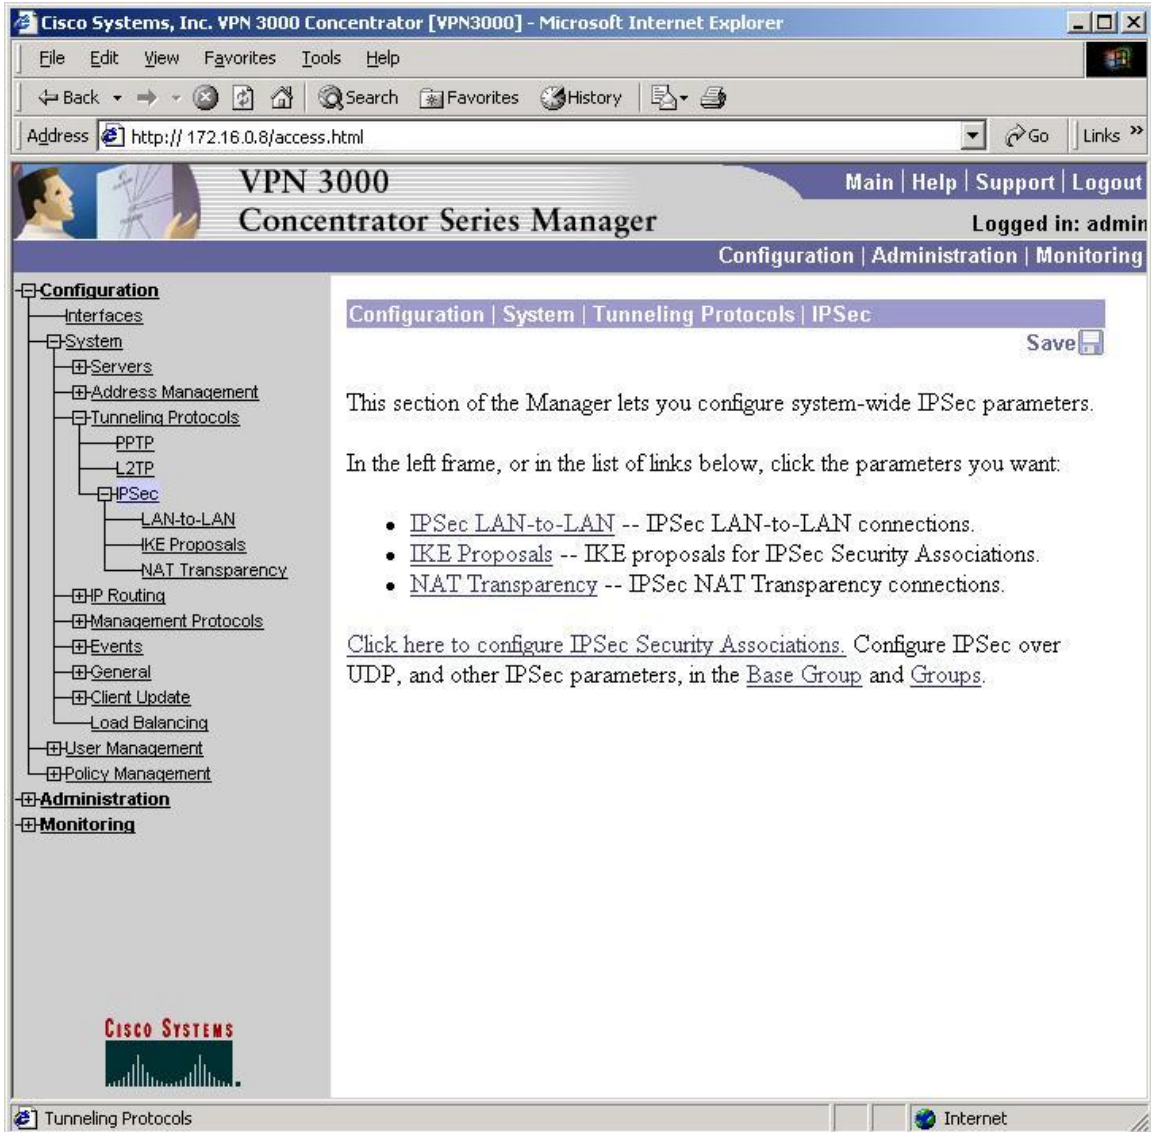 Cisco Systems, Inc. VPN 3000 Concentrator [VPN3000] - Microsoft Internet Explorer
File Edit View Favorites Tools Help
Back Search Favorites History
Address http:// 172.16.0.8/access.html Go Links »
VPN 3000
Concentrator Series Manager
Main | Help | Support | Logout
Logged in: admin
Configuration | Administration | Monitoring
Configuration
Interfaces
System
Servers
Address Management
Tunneling Protocols
PPTP
L2TP
IPSec
LAN-to-LAN
IKE Proposals
NAT Transparency
IP Routing
Management Protocols
Events
General
Client Update
Load Balancing
User Management
Policy Management
Administration
Monitoring
CISCO SYSTEMS
Configuration | System | Tunneling Protocols | IPSec
Save
This section of the Manager lets you configure system-wide IPSec parameters.
In the left frame, or in the list of links below, click the parameters you want:
• IPSec LAN-to-LAN -- IPSec LAN-to-LAN connections.
• IKE Proposals -- IKE proposals for IPSec Security Associations.
• NAT Transparency -- IPSec NAT Transparency connections.
Click here to configure IPSec Security Associations. Configure IPSec over
UDP, and other IPSec parameters, in the Base Group and Groups.
Tunneling Protocols
Internet